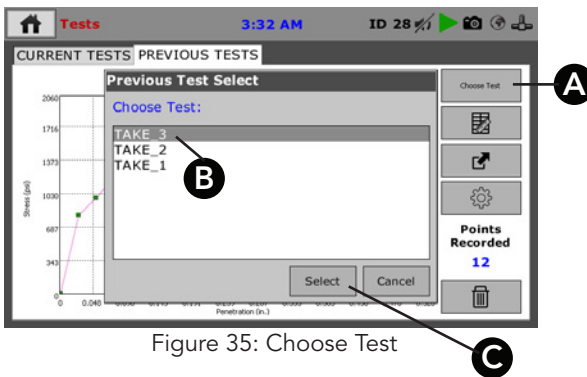 Tests 3:32 AM ID 28
CURRENT TESTS PREVIOUS TESTS
Previous Test Select
Choose Test:
TAKE_3
TAKE_2
TAKE_1
Select Cancel
Choose Test
Points
Recorded
12
2060
1716
1373
1030
687
343
0
Stress (psi)
0 0.048
Penetration (in.)
A
B
C
Figure 35: Choose Test